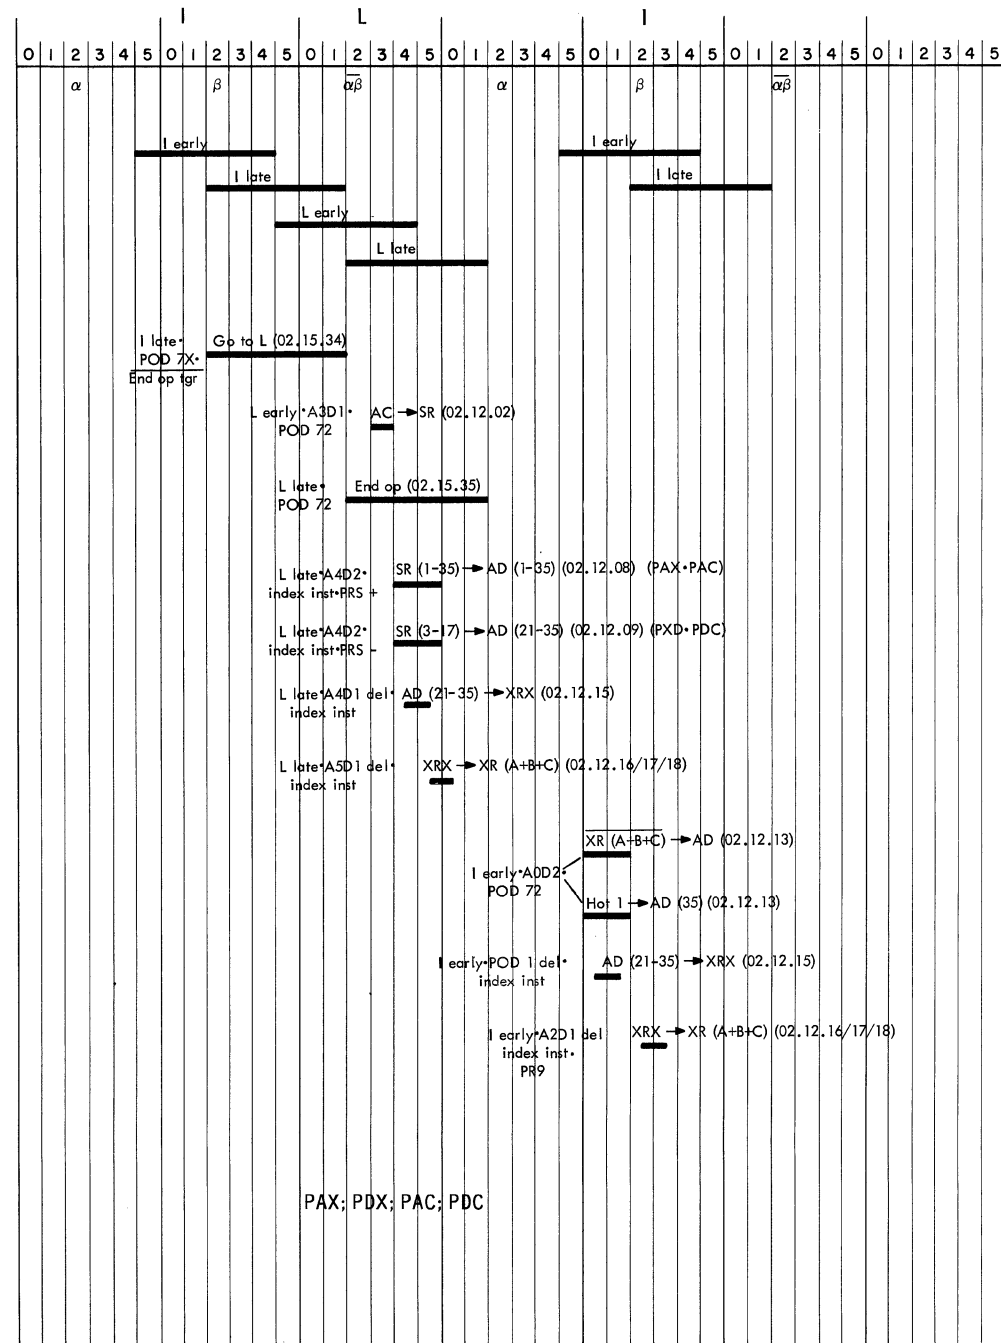 I L I
0 1 2 3 4 5 0 1 2 3 4 5 0 1 2 3 4 5 0 1 2 3 4 5 0 1 2 3 4 5 0 1 2 3 4 5 0 1 2 3 4 5
α β α̅β̅ α β α̅β̅
I early I early
I late I late
L early
L late
I late• Go to L (02.15.34)
POD 7X•
End op tgr
L early•A3D1• AC → SR (02.12.02)
POD 72
L late• End op (02.15.35)
POD 72
L late•A4D2• SR (1-35) → AD (1-35) (02.12.08) (PAX•PAC)
index inst•PRS +
L late•A4D2• SR (3-17) → AD (21-35) (02.12.09) (PXD•PDC)
index inst•PRS -
L late•A4D1 del• AD (21-35) → XRX (02.12.15)
index inst
L late•A5D1 del• XRX → XR (A+B+C) (02.12.16/17/18)
index inst
XR (A+B+C) → AD (02.12.13)
I early•A0D2•
POD 72
Hot 1 → AD (35) (02.12.13)
I early•POD 1 del• AD (21-35) → XRX (02.12.15)
index inst
I early•A2D1 del XRX → XR (A+B+C) (02.12.16/17/18)
index inst•
PR9
PAX; PDX; PAC; PDC